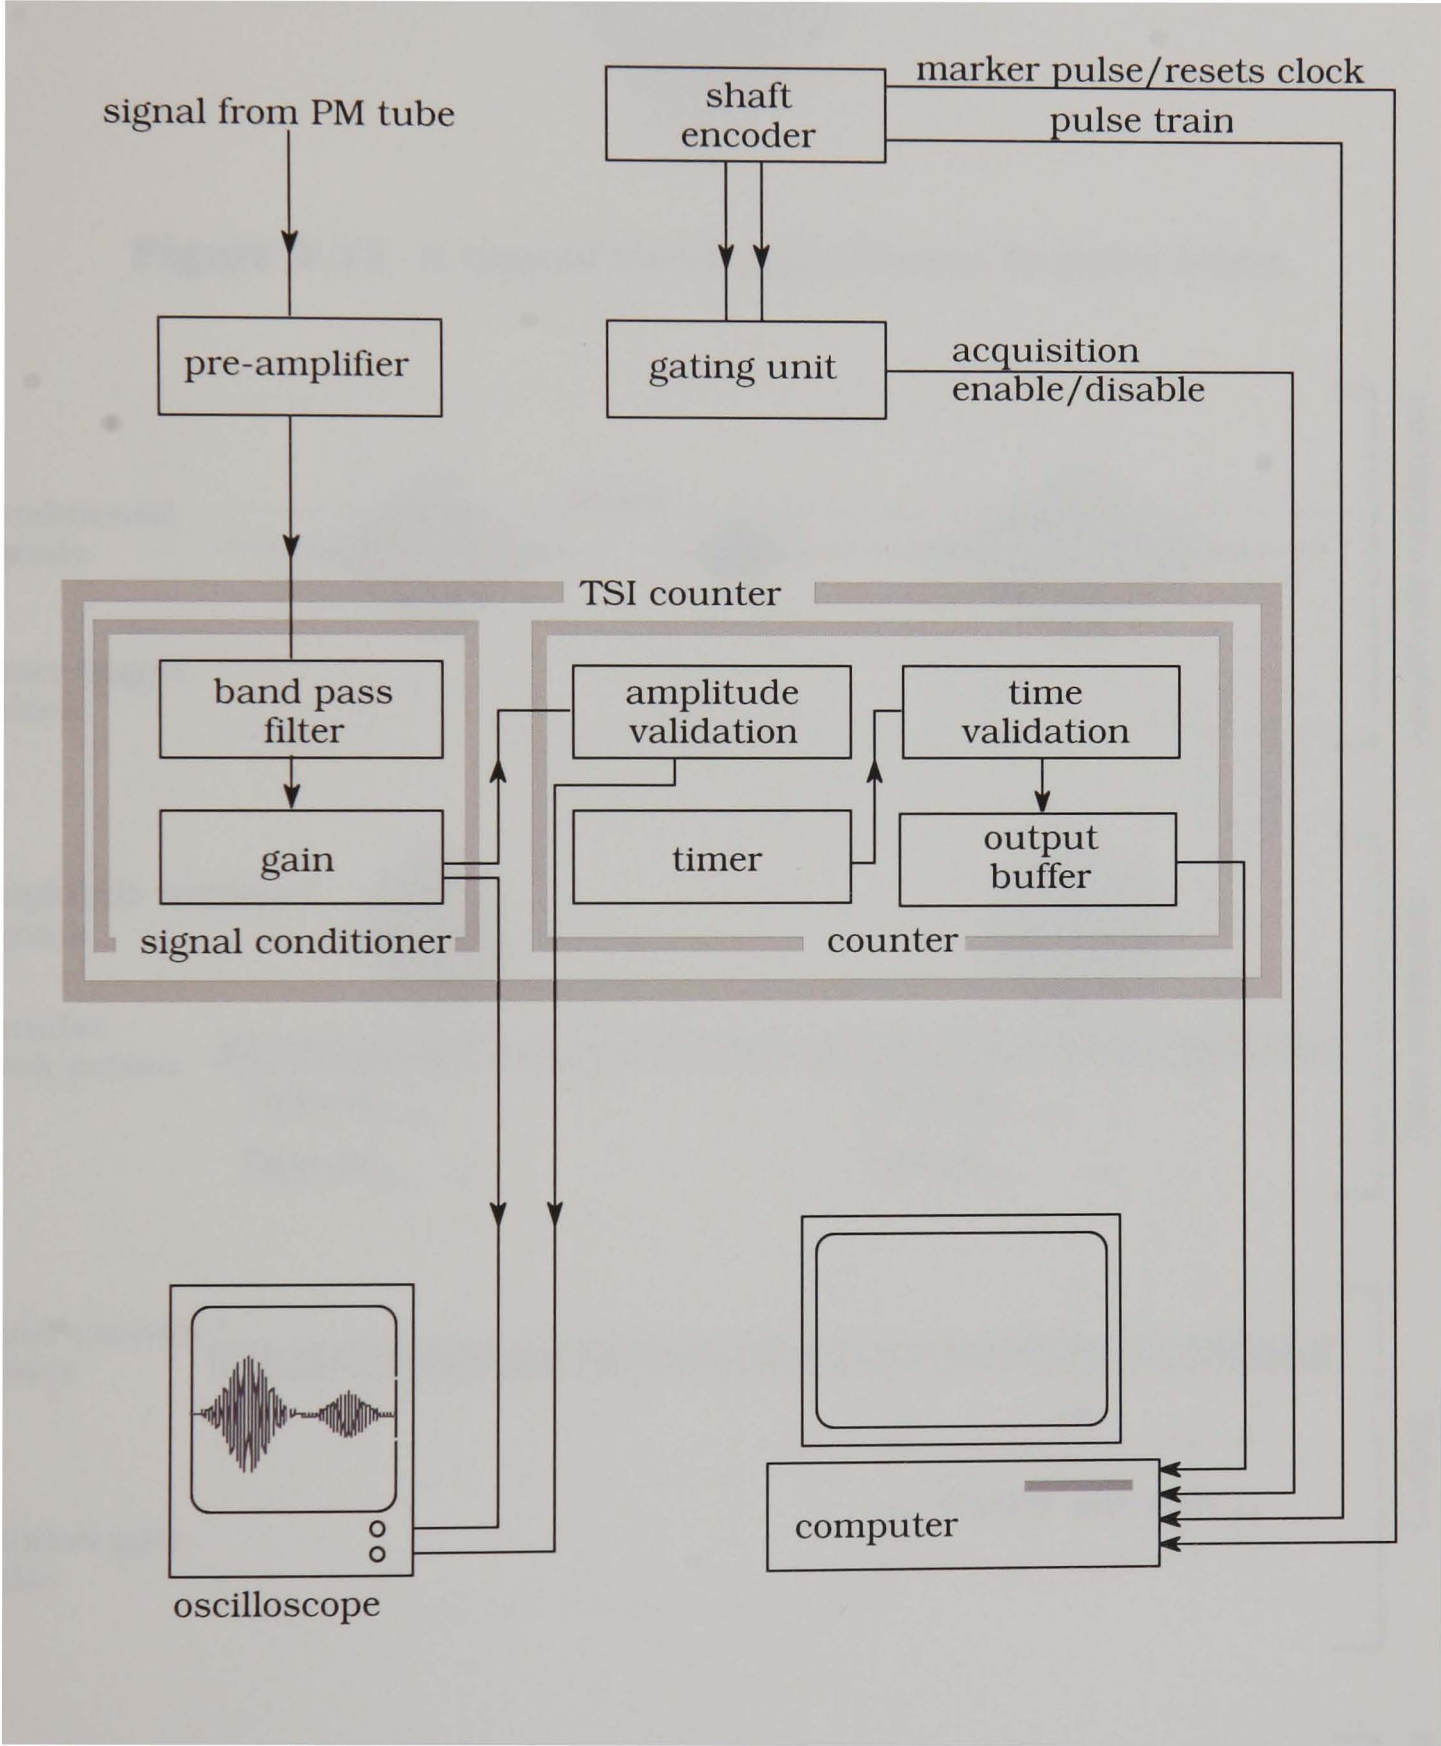 signal from PM tube
shaft
encoder
marker pulse/resets clock
pulse train
pre-amplifier
gating unit
acquisition
enable/disable
TSI counter
band pass
filter
amplitude
validation
time
validation
gain
timer
output
buffer
signal conditioner
counter
computer
oscilloscope